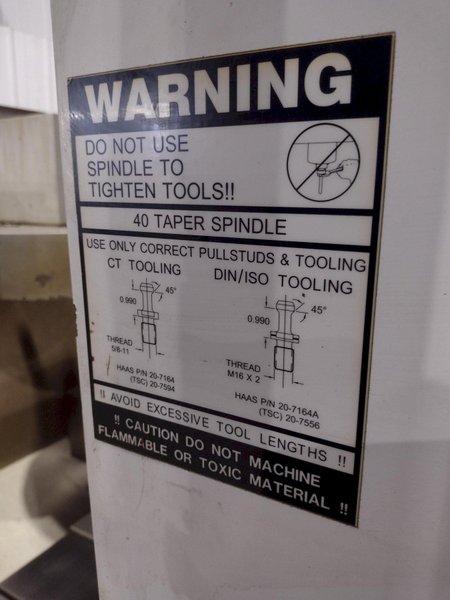 WARNING
DO NOT USE
SPINDLE TO
TIGHTEN TOOLS!!
40 TAPER SPINDLE
USE ONLY CORRECT PULLSTUDS & TOOLING
CT TOOLING
45°
0.990
THREAD
5/8-11
HAAS P/N 20-7164
(TSC) 20-7594
DIN/ISO TOOLING
45°
0.990
THREAD
M16 X 2
HAAS P/N 20-7164A
(TSC) 20-7556
!! AVOID EXCESSIVE TOOL LENGTHS !!
!! CAUTION DO NOT MACHINE
FLAMMABLE OR TOXIC MATERIAL !!